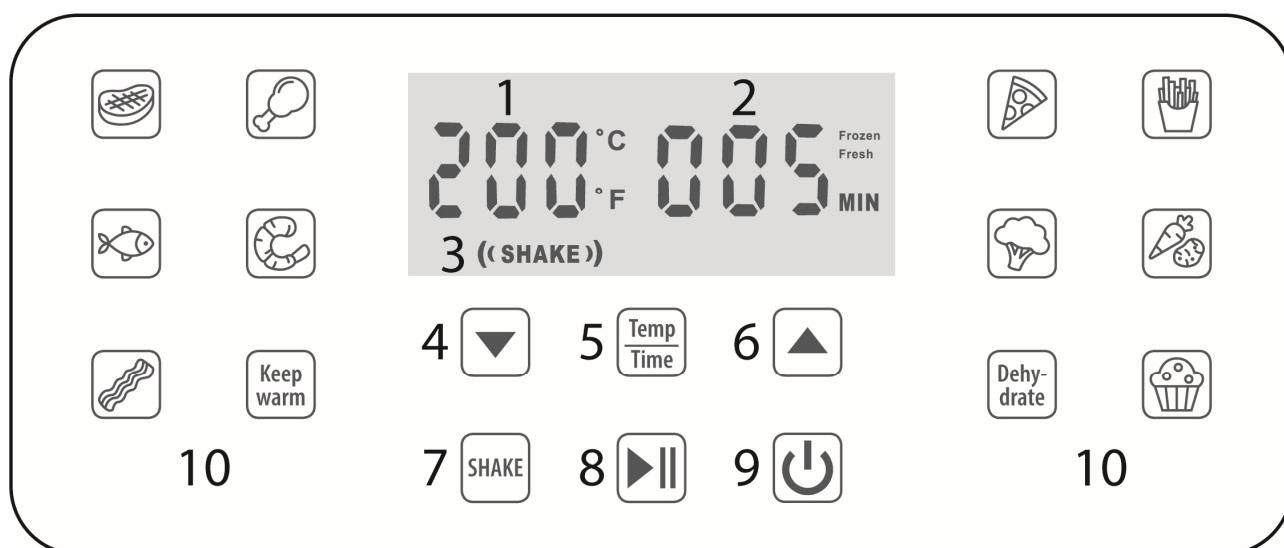 1 2
200 °C 005 Frozen
Fresh
°F MIN
3 ((SHAKE))
4 5 Temp 6
Time
Keep
warm
Dehy-
drate
7 SHAKE 8 9
10 10